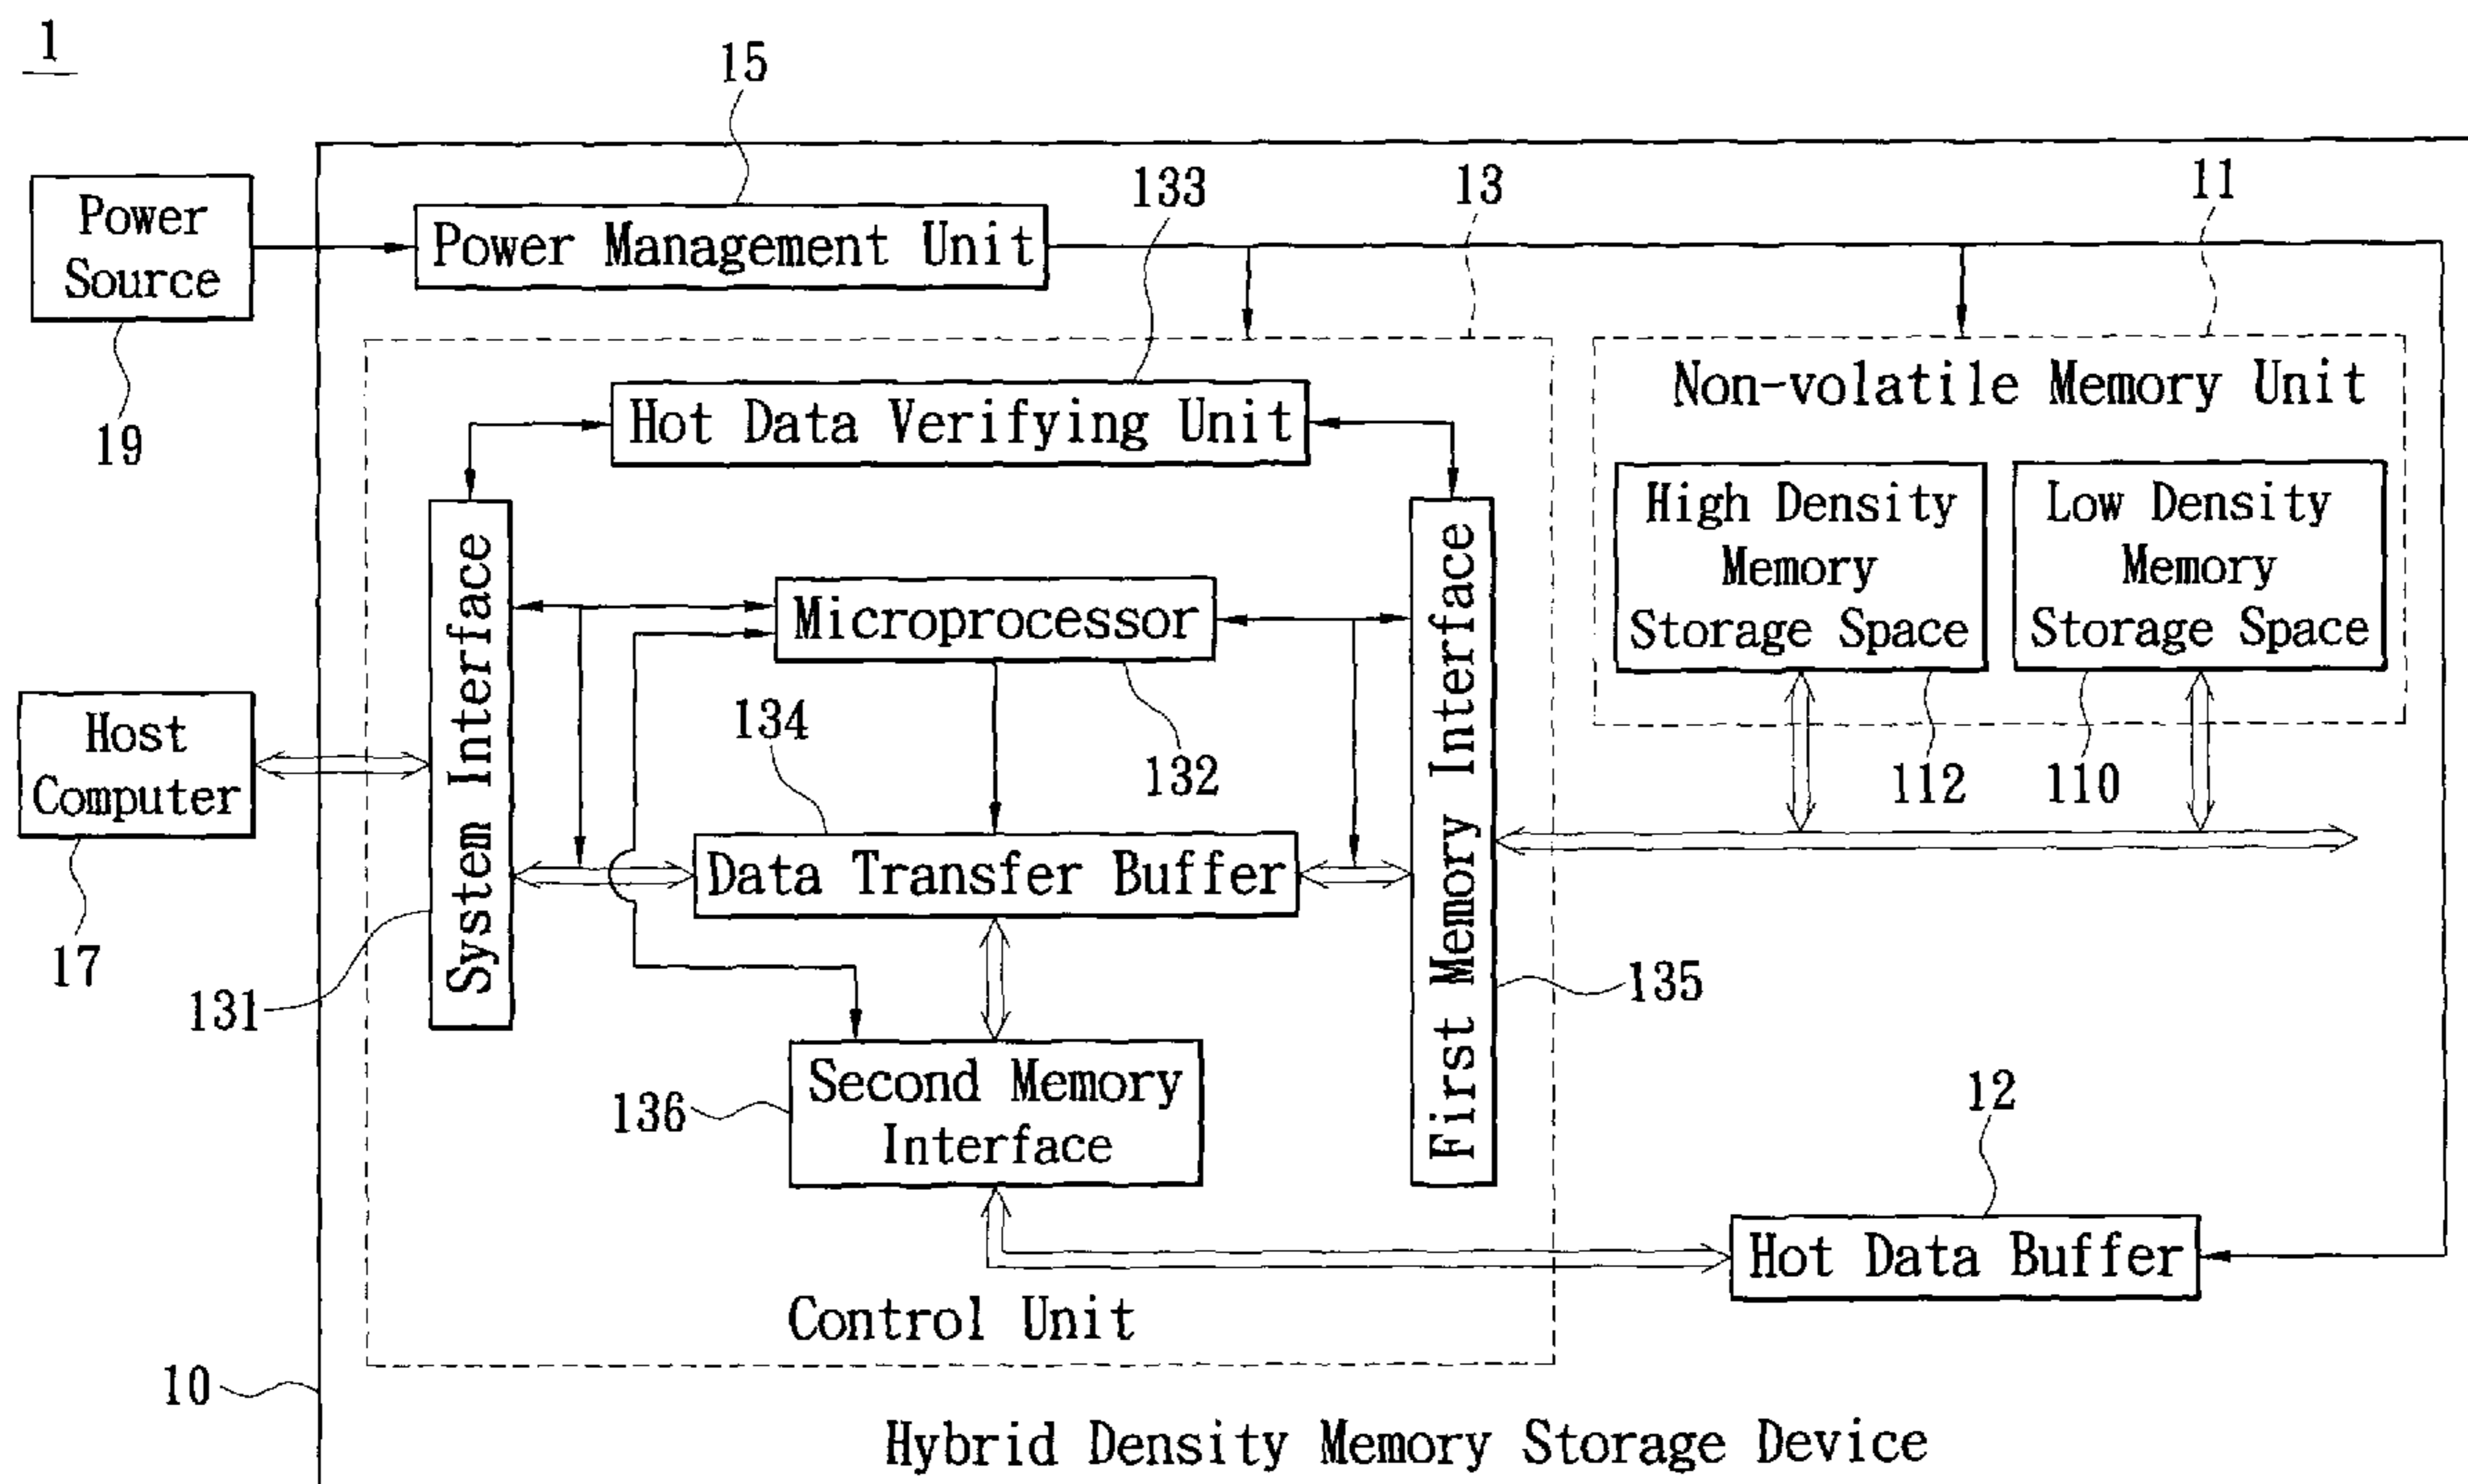 1
15
133
13
11
Power
Source
Power Management Unit
19
Hot Data Verifying Unit
Non-volatile Memory Unit
High Density
Memory
Storage Space
Low Density
Memory
Storage Space
System Interface
Microprocessor
First Memory Interface
134
132
112
110
Host
Computer
Data Transfer Buffer
17
131
135
Second Memory
Interface
136
12
Hot Data Buffer
Control Unit
10
Hybrid Density Memory Storage Device